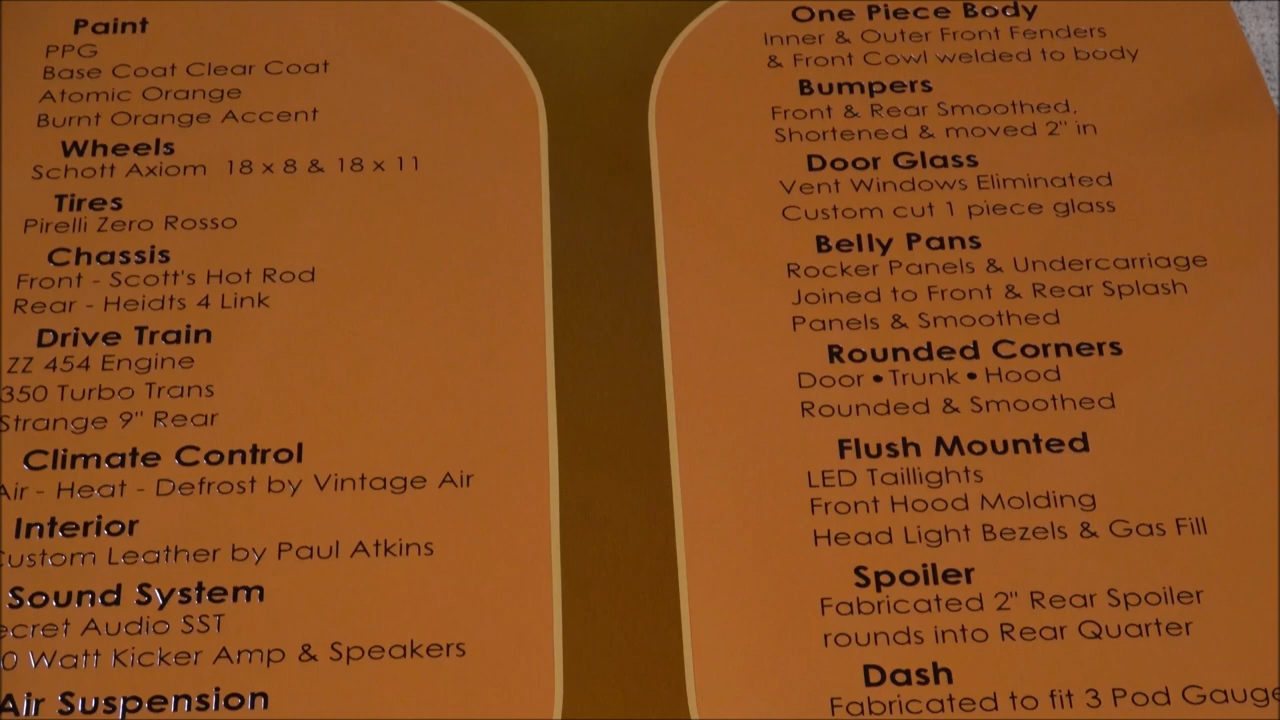 Paint
PPG
Base Coat Clear Coat
Atomic Orange
Burnt Orange Accent
Wheels
Schott Axiom 18 x 8 & 18 x 11
Tires
Pirelli Zero Rosso
Chassis
Front - Scott's Hot Rod
Rear - Heidts 4 Link
Drive Train
ZZ 454 Engine
350 Turbo Trans
Strange 9" Rear
Climate Control
Air - Heat - Defrost by Vintage Air
Interior
Custom Leather by Paul Atkins
Sound System
Audio SST
Watt Kicker Amp & Speakers
Air Suspension
One Piece Body
Inner & Outer Front Fenders
& Front Cowl welded to body
Bumpers
Front & Rear Smoothed.
Shortened & moved 2" in
Door Glass
Vent Windows Eliminated
Custom cut 1 piece glass
Belly Pans
Rocker Panels & Undercarriage
Joined to Front & Rear Splash
Panels & Smoothed
Rounded Corners
Door • Trunk • Hood
Rounded & Smoothed
Flush Mounted
LED Taillights
Front Hood Molding
Head Light Bezels & Gas Fill
Spoiler
Fabricated 2" Rear Spoiler
rounds into Rear Quarter
Dash
Fabricated to fit 3 Pod Gauge